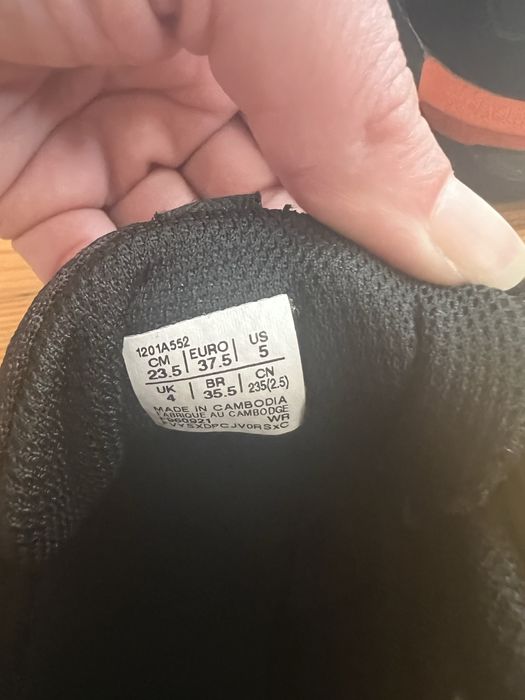 1201A552
CM EURO US
23.5 37.5 5
UK BR CN
4 35.5 235(2.5)
MADE IN CAMBODIA
FABRIQUE AU CAMBODGE
WR